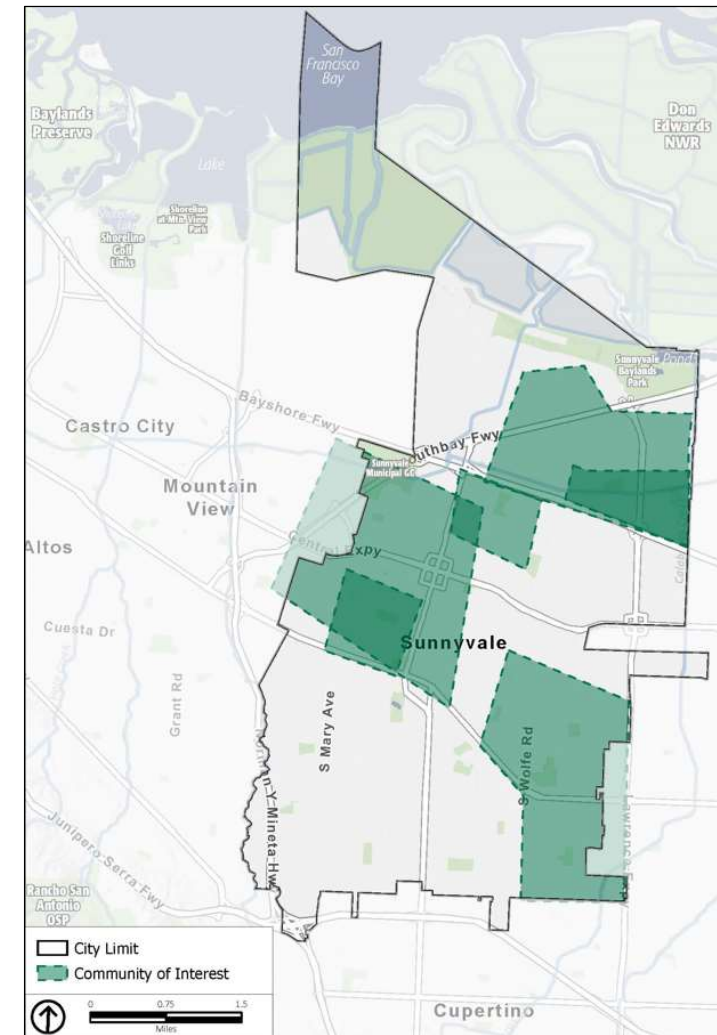 San
Francisco
Bay
Baylands
Preserve
Don
Edwards
NWR
Lake
Shoreline
at Mtn. View
Park
Shoreline
Golf
Links
Sunnyvale
Baylands
Park
Pond
Bayshore Fwy
uthbay Fwy
Castro City
Sunnyvale
Municipal GC
Mountain
View
Central Expy
Altos
Cuesta Dr
Sunnyvale
Grant Rd
S Mary Ave
S Wolfe Rd
n Y Mineta Hw
Junipero Serra Fwy
Rancho San
Antonio
OSP
City Limit
Community of Interest
0 0.75 1.5
Miles
Cupertino